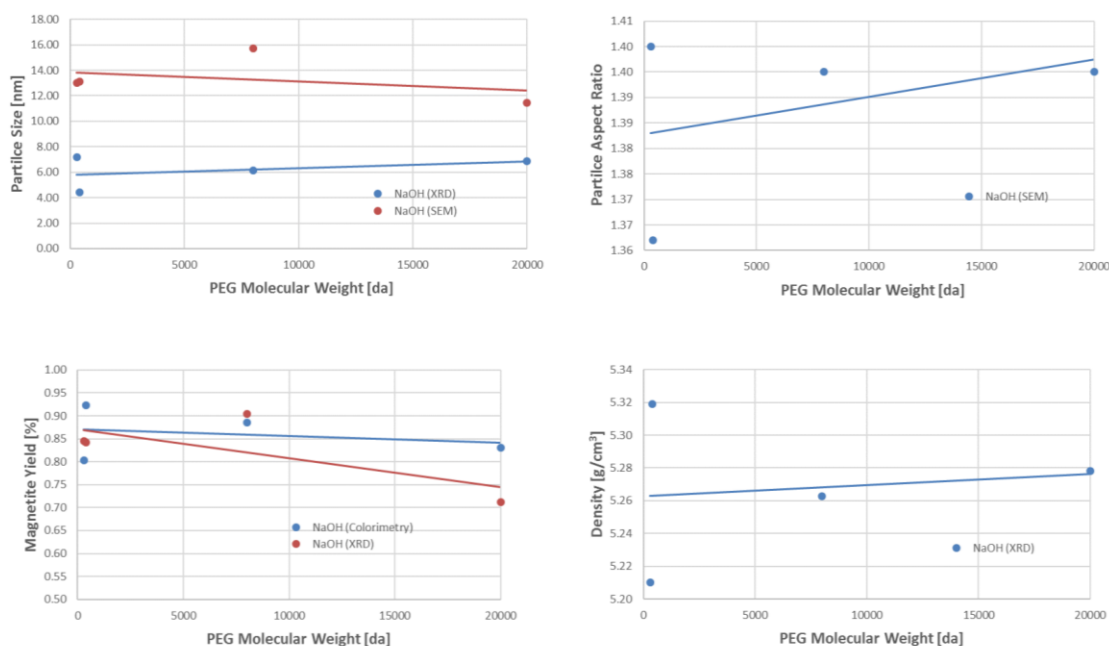 18.00
16.00
14.00
12.00
10.00
8.00
6.00
4.00
2.00
0.00
Partilce Size [nm]
NaOH (XRD)
NaOH (SEM)
0 5000 10000 15000 20000
PEG Molecular Weight [da]
1.41
1.40
1.40
1.39
1.39
1.38
1.38
1.37
1.37
1.36
Partilce Aspect Ratio
NaOH (SEM)
0 5000 10000 15000 20000
PEG Molecular Weight [da]
1.00
0.95
0.90
0.85
0.80
0.75
0.70
0.65
0.60
0.55
0.50
Magnetite Yield [%]
NaOH (Colorimetry)
NaOH (XRD)
0 5000 10000 15000 20000
PEG Molecular Weight [da]
5.34
5.32
5.30
5.28
5.26
5.24
5.22
5.20
Density [g/cm³]
NaOH (XRD)
0 5000 10000 15000 20000
PEG Molecular Weight [da]